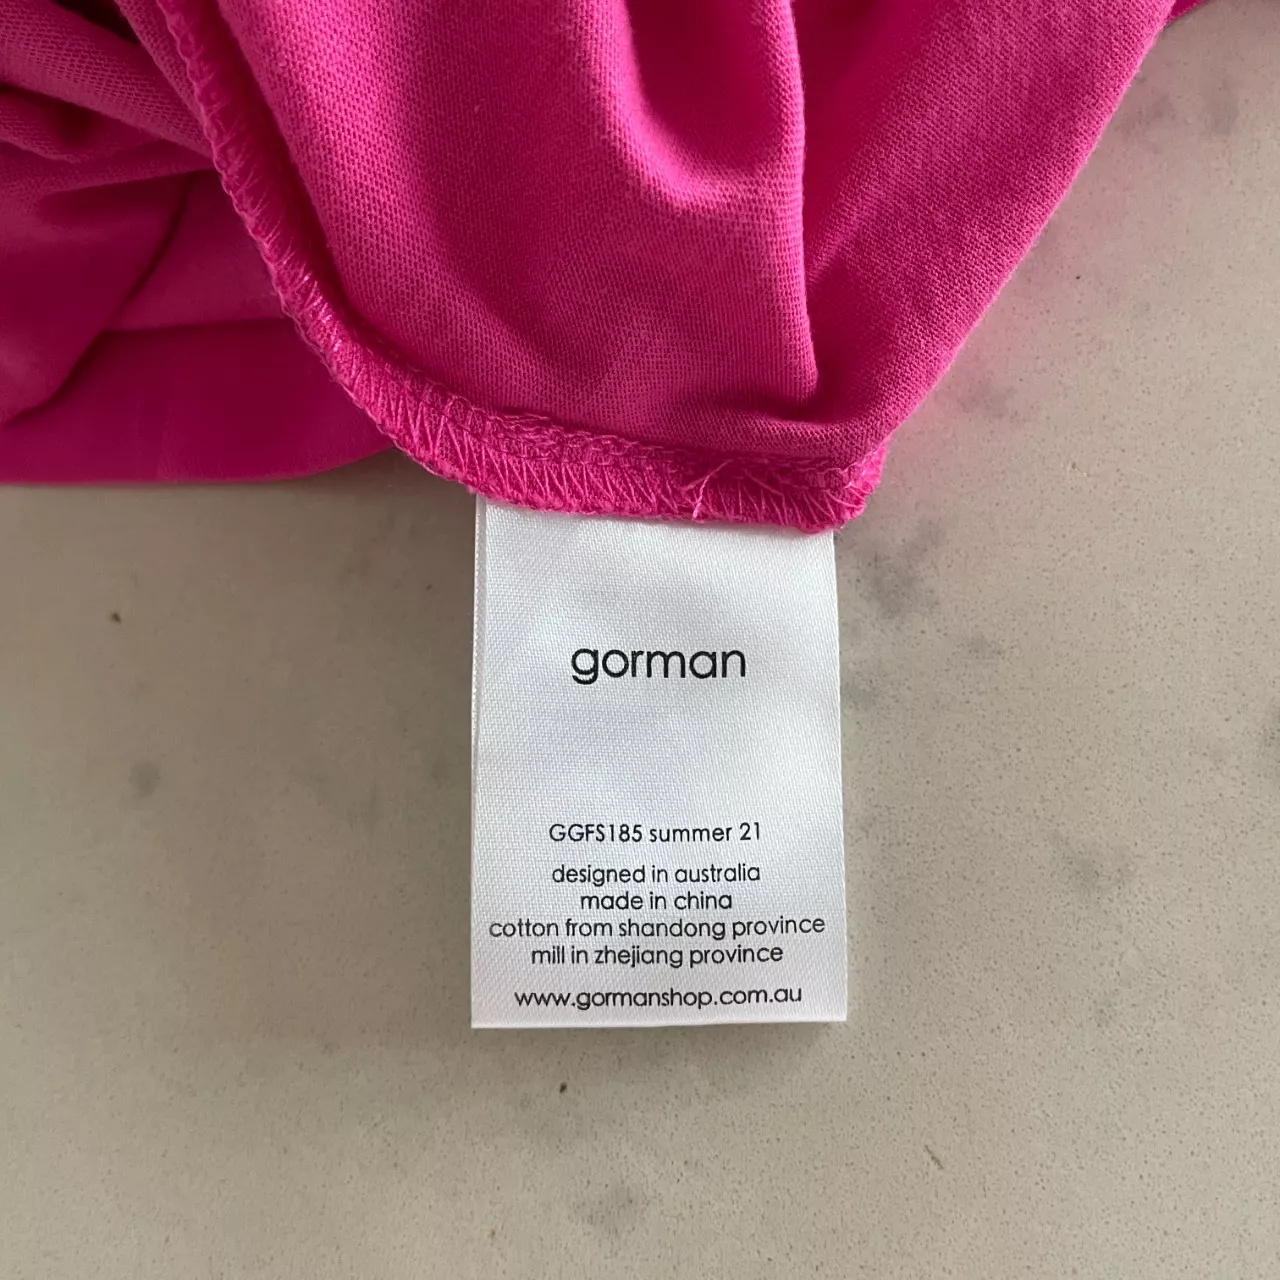 gorman
GGFS185 summer 21
designed in australia
made in china
cotton from shandong province
mill in zhejiang province
www.gormanshop.com.au